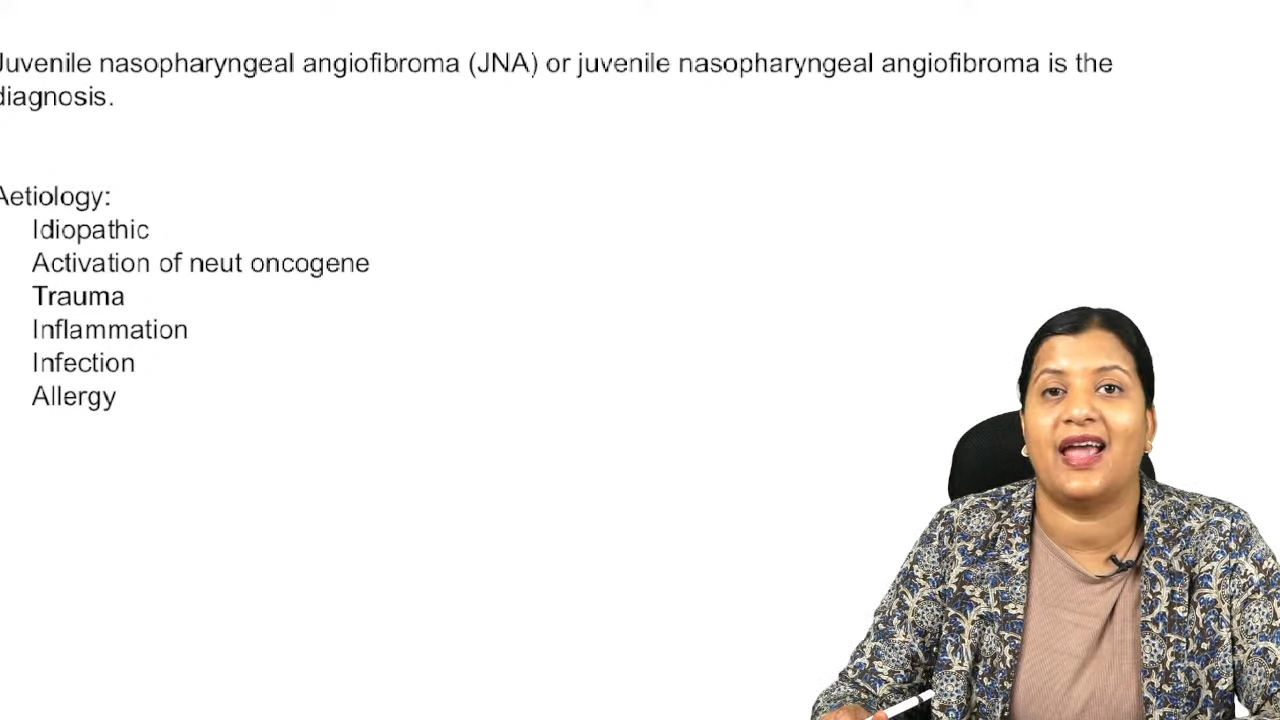 Juvenile nasopharyngeal angiofibroma (JNA) or juvenile nasopharyngeal angiofibroma is the
diagnosis.
Aetiology:
Idiopathic
Activation of neut oncogene
Trauma
Inflammation
Infection
Allergy